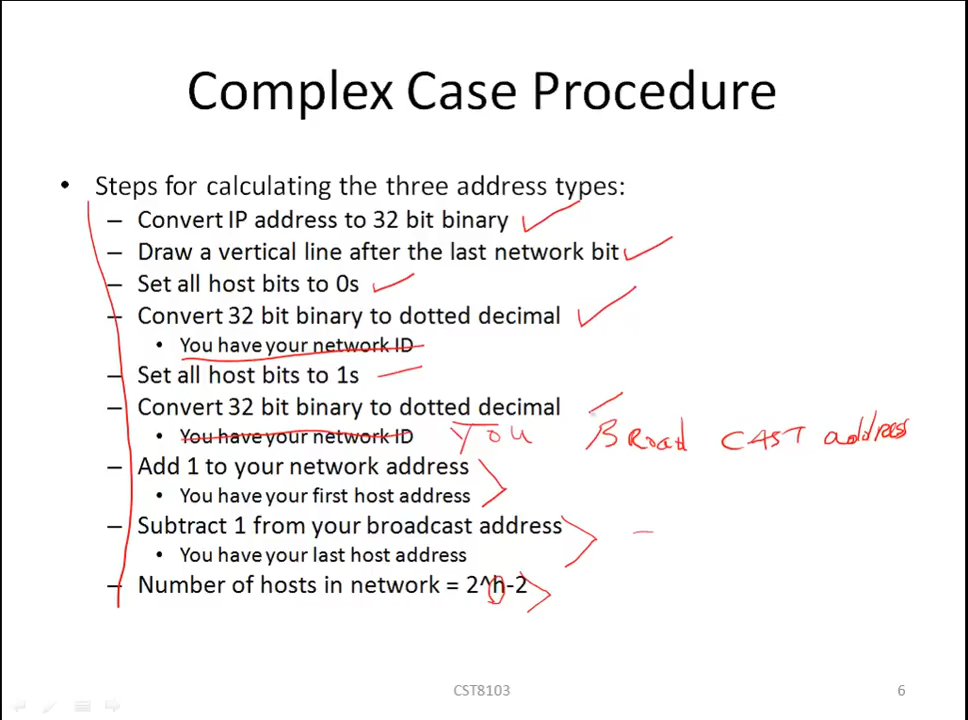 Complex Case Procedure
• Steps for calculating the three address types:
– Convert IP address to 32 bit binary
– Draw a vertical line after the last network bit
– Set all host bits to 0s
– Convert 32 bit binary to dotted decimal
• You have your network ID
– Set all host bits to 1s
– Convert 32 bit binary to dotted decimal
• You have your network ID You BRoad CAST address
– Add 1 to your network address
• You have your first host address
– Subtract 1 from your broadcast address
• You have your last host address
– Number of hosts in network = 2^h-2
CST8103
6